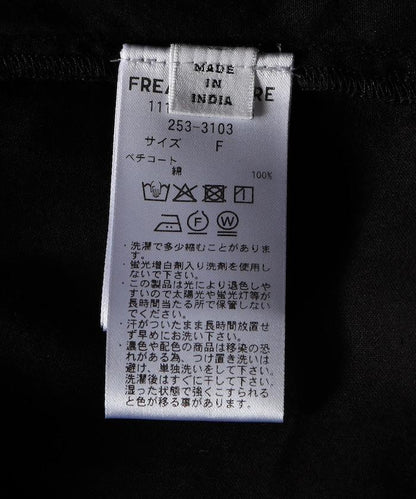 MADE
IN
INDIA
253-3103
サイズ F
ペチコート
綿 100%
・洗濯で多少縮むことがあります。
・蛍光増白剤入り洗剤を使用しないで下さい。
・この製品は光により退色しやすいので太陽光や蛍光灯等が長時間当たる所で保管しないでください。
・汗がついたまま長時間放置せず早めにお洗い下さい。
・濃色や配色の商品は移染の恐れがある為、つけ置き洗いは避け、単独洗いをして下さい。
洗濯後はすぐに干して下さい。
湿った状態で強くこすられると色が移る事があります。